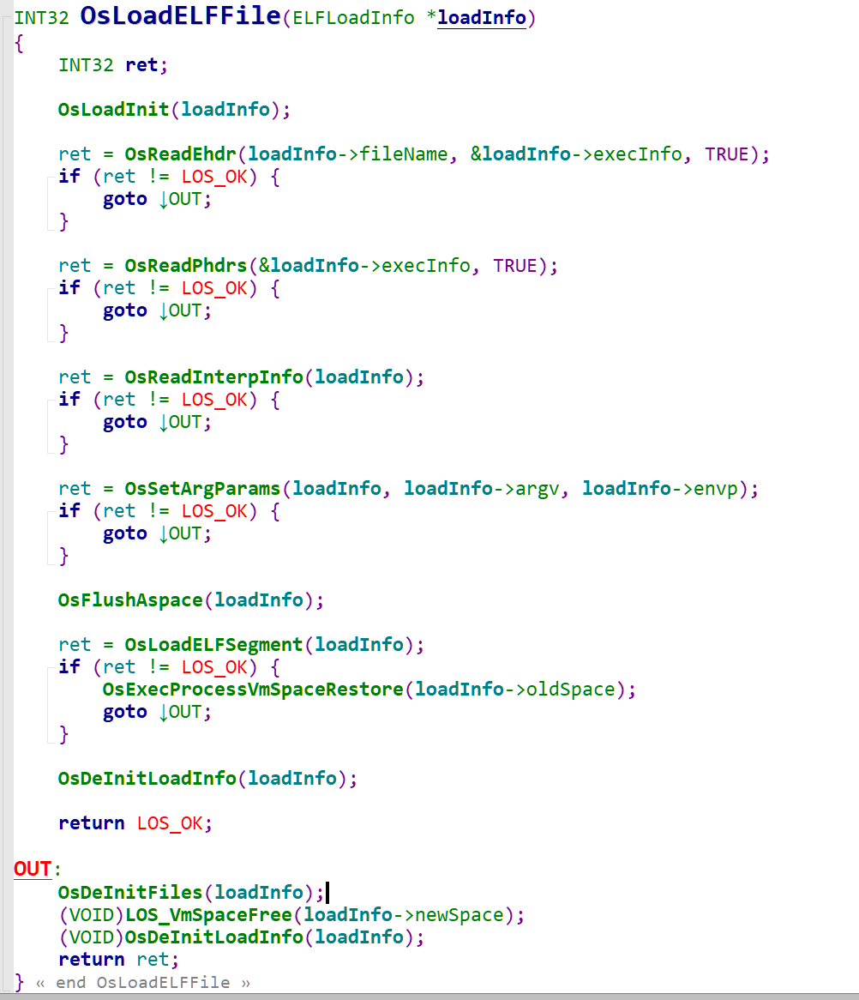 INT32 OsLoadELFFile(ELFLoadInfo *loadInfo)
{
    INT32 ret;

    OsLoadInit(loadInfo);

    ret = OsReadEhdr(loadInfo->fileName, &loadInfo->execInfo, TRUE);
    if (ret != LOS_OK) {
        goto ↓OUT;
    }

    ret = OsReadPhdrs(&loadInfo->execInfo, TRUE);
    if (ret != LOS_OK) {
        goto ↓OUT;
    }

    ret = OsReadInterpInfo(loadInfo);
    if (ret != LOS_OK) {
        goto ↓OUT;
    }

    ret = OsSetArgParams(loadInfo, loadInfo->argv, loadInfo->envp);
    if (ret != LOS_OK) {
        goto ↓OUT;
    }

    OsFlushAspace(loadInfo);

    ret = OsLoadELFSegment(loadInfo);
    if (ret != LOS_OK) {
        OsExecProcessVmSpaceRestore(loadInfo->oldSpace);
        goto ↓OUT;
    }

    OsDeInitLoadInfo(loadInfo);

    return LOS_OK;

OUT:
    OsDeInitFiles(loadInfo);
    (VOID)LOS_VmSpaceFree(loadInfo->newSpace);
    (VOID)OsDeInitLoadInfo(loadInfo);
    return ret;
} « end OsLoadELFFile »